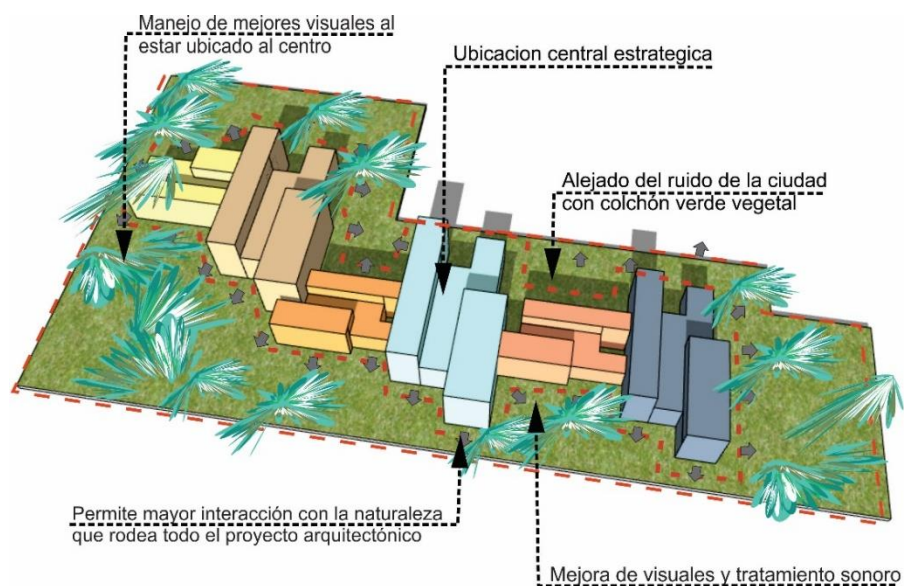 Manejo de mejores visuales al
estar ubicado al centro
Ubicacion central estrategica
Alejado del ruido de la ciudad
con colchón verde vegetal
Permite mayor interacción con la naturaleza
que rodea todo el proyecto arquitectónico
Mejora de visuales y tratamiento sonoro